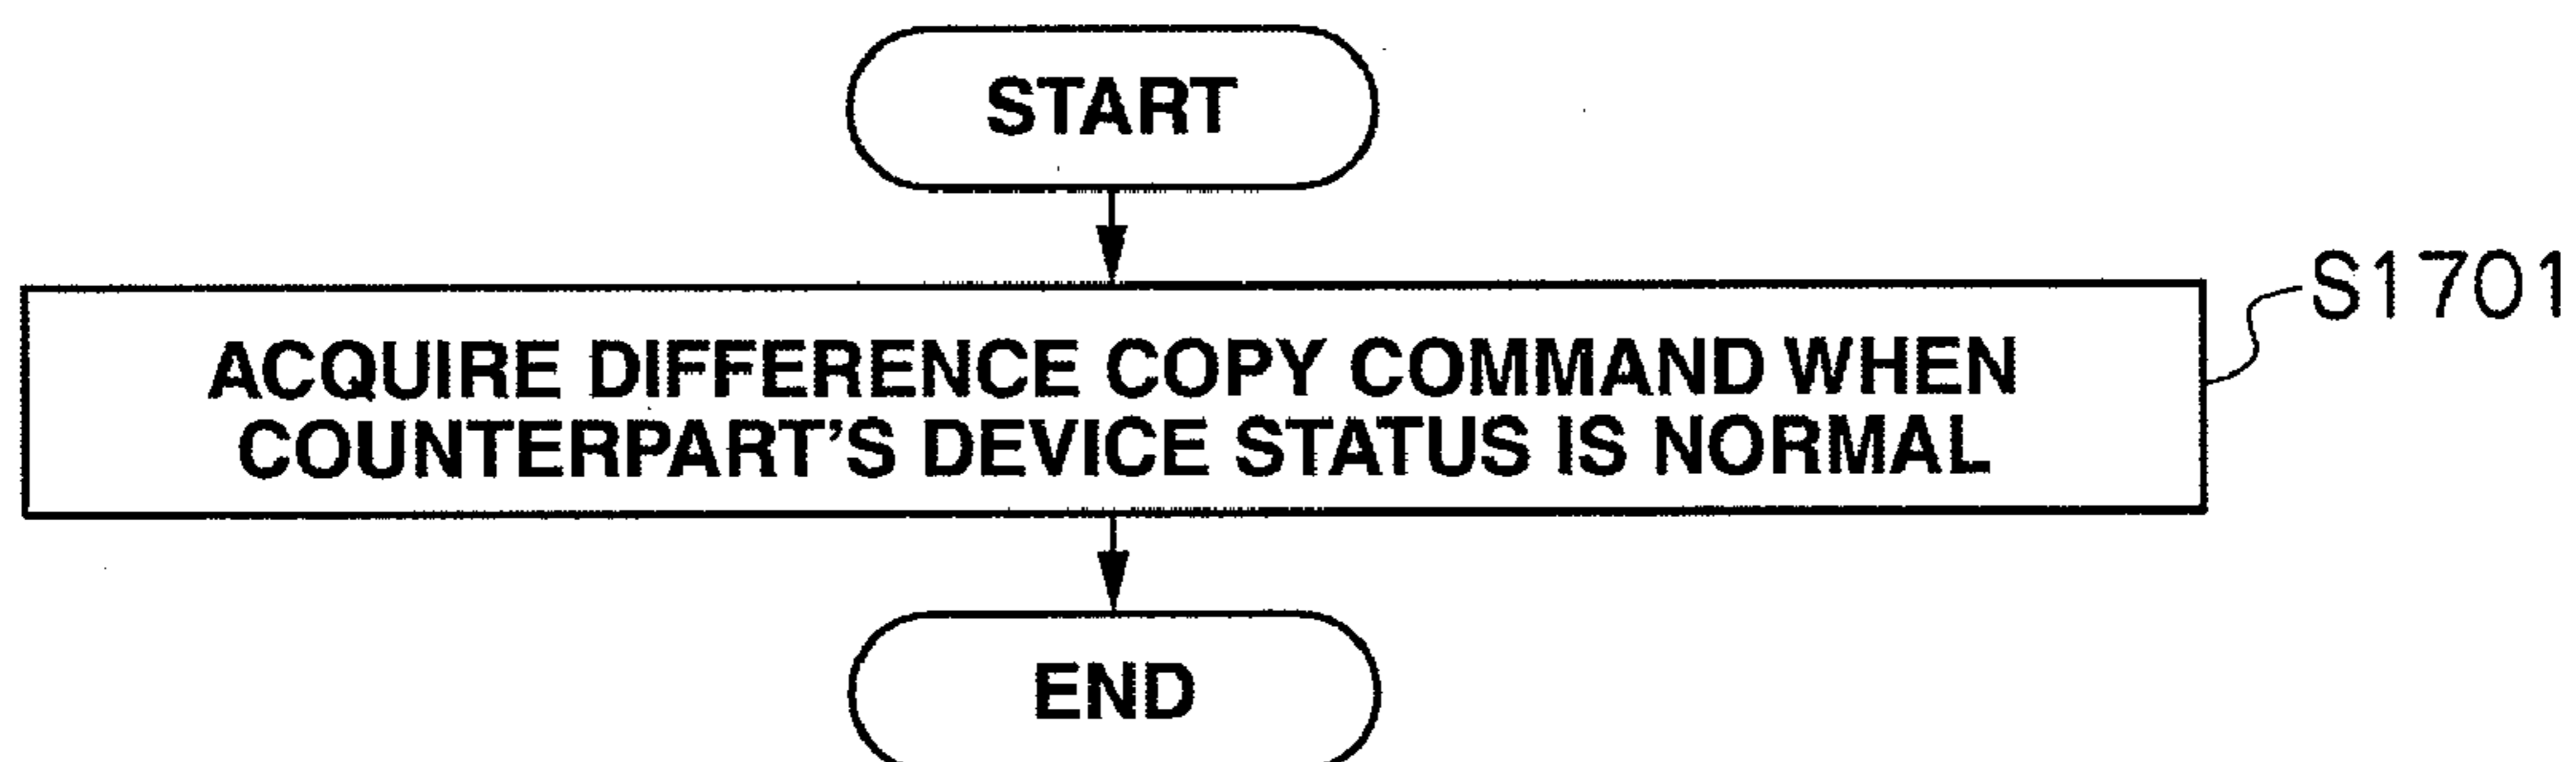 START
S1701
ACQUIRE DIFFERENCE COPY COMMAND WHEN
COUNTERPART'S DEVICE STATUS IS NORMAL
END